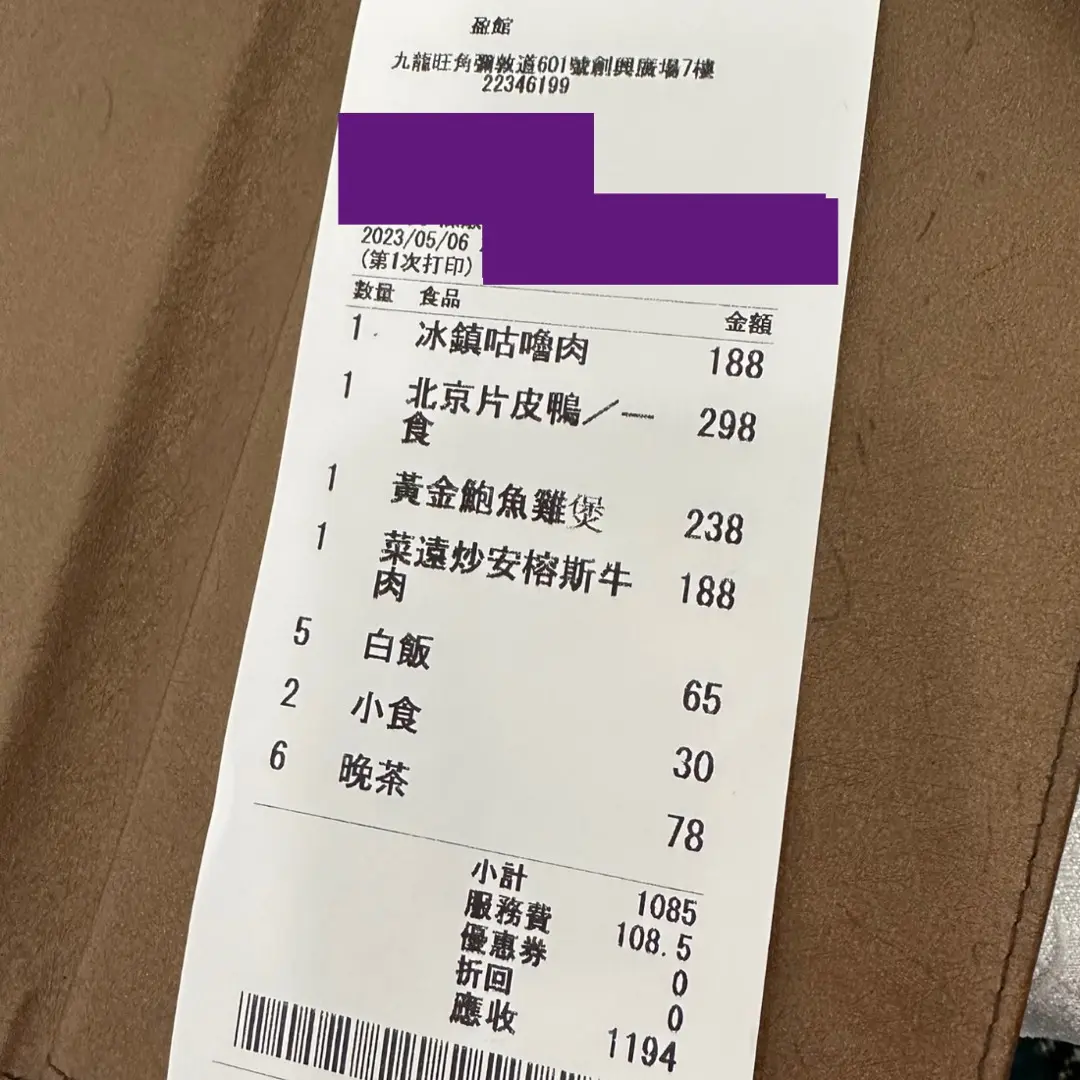 盈館
九龍旺角彌敦道601號創興廣場7樓
22346199
2023/05/06
(第1次打印)
數量 食品 金額
1 冰鎮咕嚕肉 188
1 北京片皮鴨／一 298
食
1 黃金鮑魚雞煲 238
1 菜遠炒安榕斯牛 188
肉
5 白飯 65
2 小食 30
6 晚茶 78
小計 1085
服務費 108.5
優惠券 0
折回 0
應收 1194